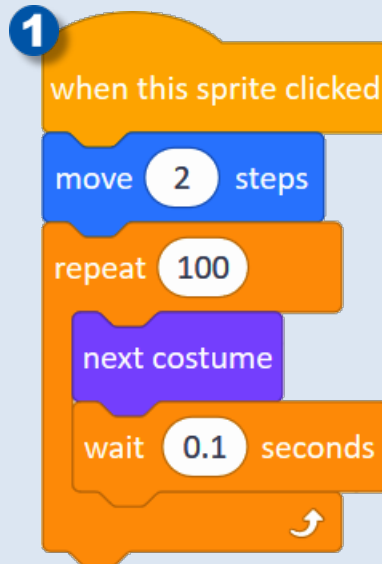 1
when this sprite clicked
move 2 steps
repeat 100
next costume
wait 0.1 seconds